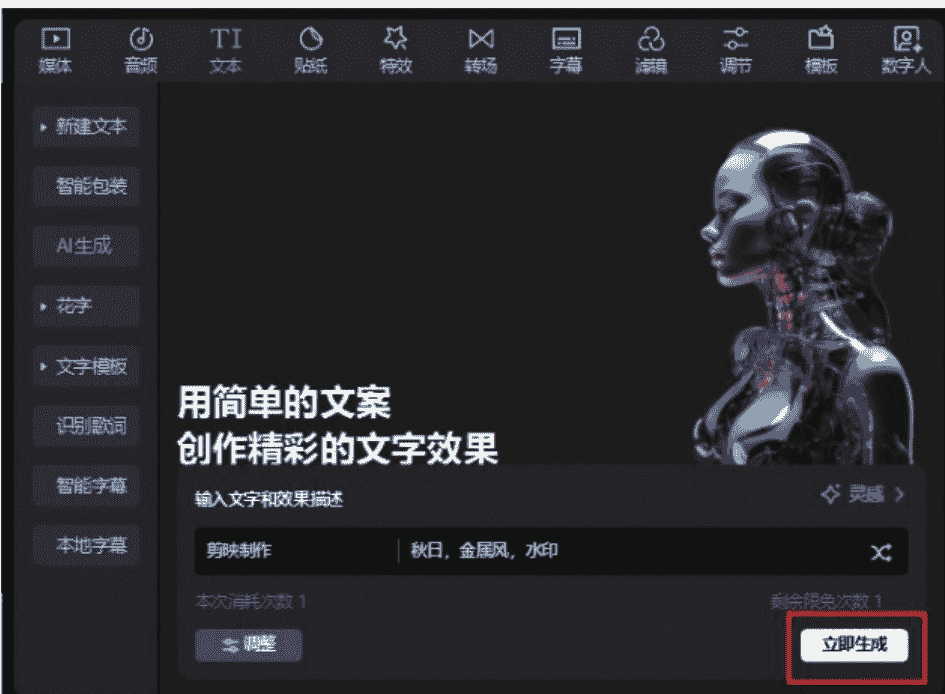 媒体 音频 TI 文本 贴纸 特效 转场 字幕 滤镜 调节 模板 数字人
新建文本
智能包装
AI生成
花字
文字模板
识别歌词
智能字幕
本地字幕
用简单的文案
创作精彩的文字效果
输入文字和效果描述 灵感
剪映制作 秋日，金属风，水印
本次消耗次数 1 剩余限免次数 1
调整 立即生成